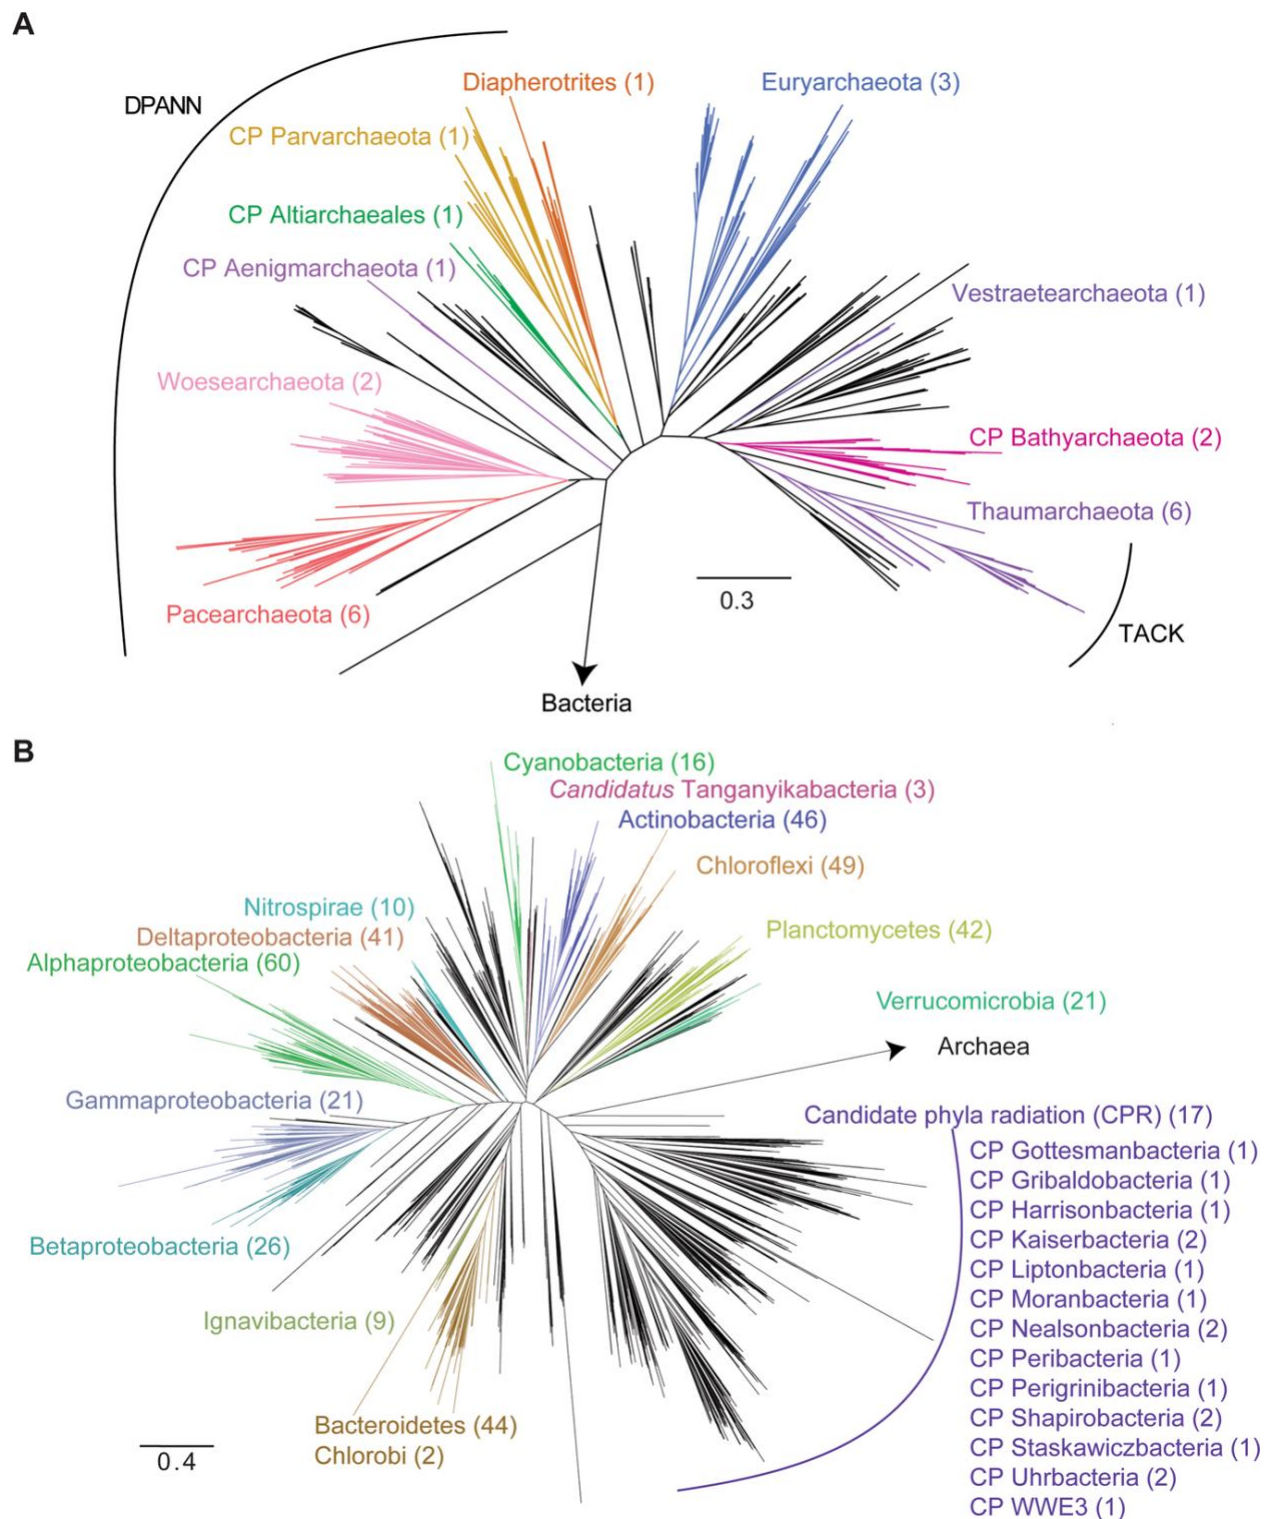 A
DPANN
Diapherotrites (1)
Euryarchaeota (3)
CP Parvarchaeota (1)
CP Altiarchaeales (1)
CP Aenigmarchaeota (1)
Vestraetearchaeota (1)
Woesearchaeota (2)
CP Bathyarchaeota (2)
Thaumarchaeota (6)
0.3
Pacearchaeota (6)
TACK
Bacteria
B
Cyanobacteria (16)
Candidatus Tanganyikabacteria (3)
Actinobacteria (46)
Chloroflexi (49)
Nitrospirae (10)
Planctomycetes (42)
Deltaproteobacteria (41)
Alphaproteobacteria (60)
Verrucomicrobia (21)
Archaea
Gammaproteobacteria (21)
Candidate phyla radiation (CPR) (17)
CP Gottesmanbacteria (1)
CP Gribaldobacteria (1)
CP Harrisonbacteria (1)
CP Kaiserbacteria (2)
CP Liptonbacteria (1)
CP Moranbacteria (1)
CP Nealsonbacteria (2)
CP Peribacteria (1)
CP Perigrinibacteria (1)
CP Shapirobacteria (2)
CP Staskawiczbacteria (1)
CP Uhrbacteria (2)
CP WWE3 (1)
Betaproteobacteria (26)
Ignavibacteria (9)
Bacteroidetes (44)
Chlorobi (2)
0.4